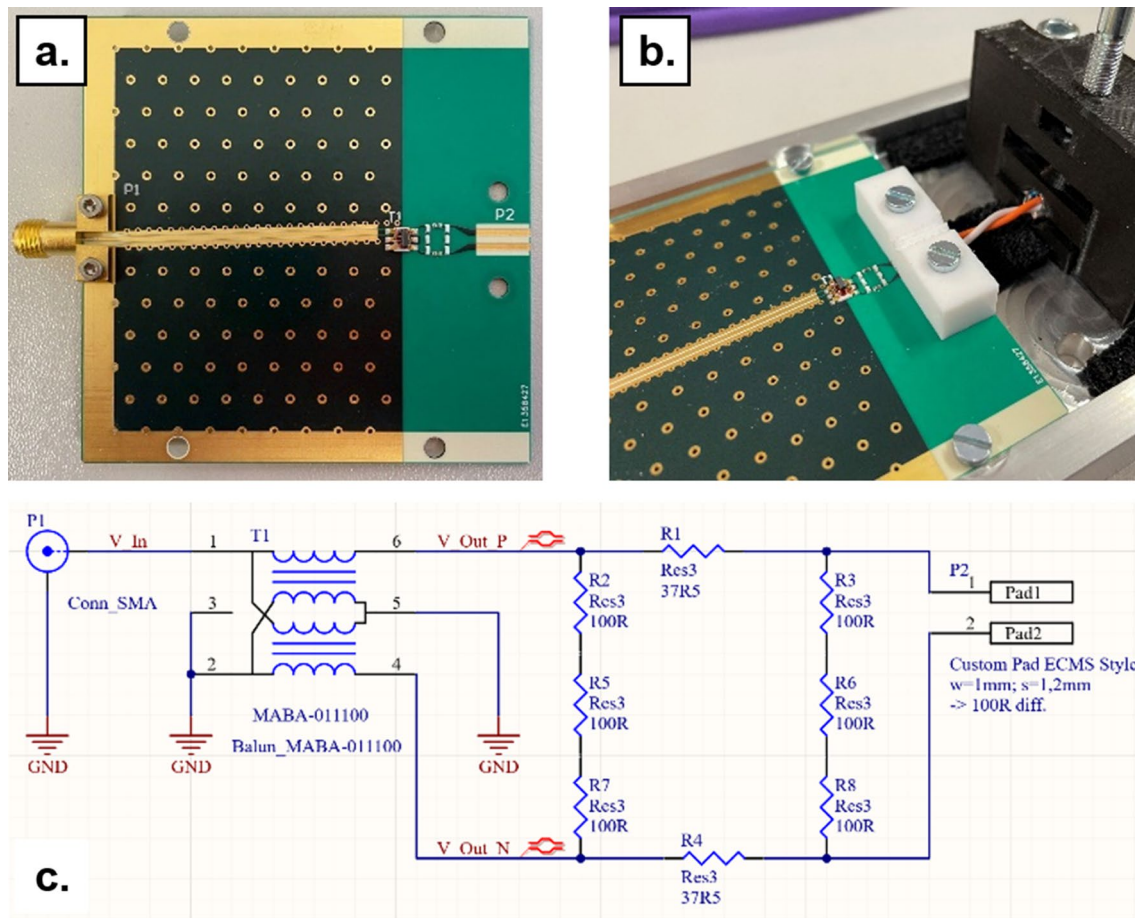 a.
b.
P1
T1
P2
E1358427
E1358427
P1
V_In
1
T1
6
V_Out_P
R1
Res3
37R5
Conn_SMA
3
5
R2
Res3
100R
R3
Res3
100R
P2
1
Pad1
2
Pad2
2
4
R5
Res3
100R
R6
Res3
100R
Custom Pad ECMS Style
w=1mm; s=1,2mm
-> 100R diff.
MABA-011100
Balun_MABA-011100
GND
GND
GND
R7
Res3
100R
R8
Res3
100R
V_Out_N
R4
Res3
37R5
c.